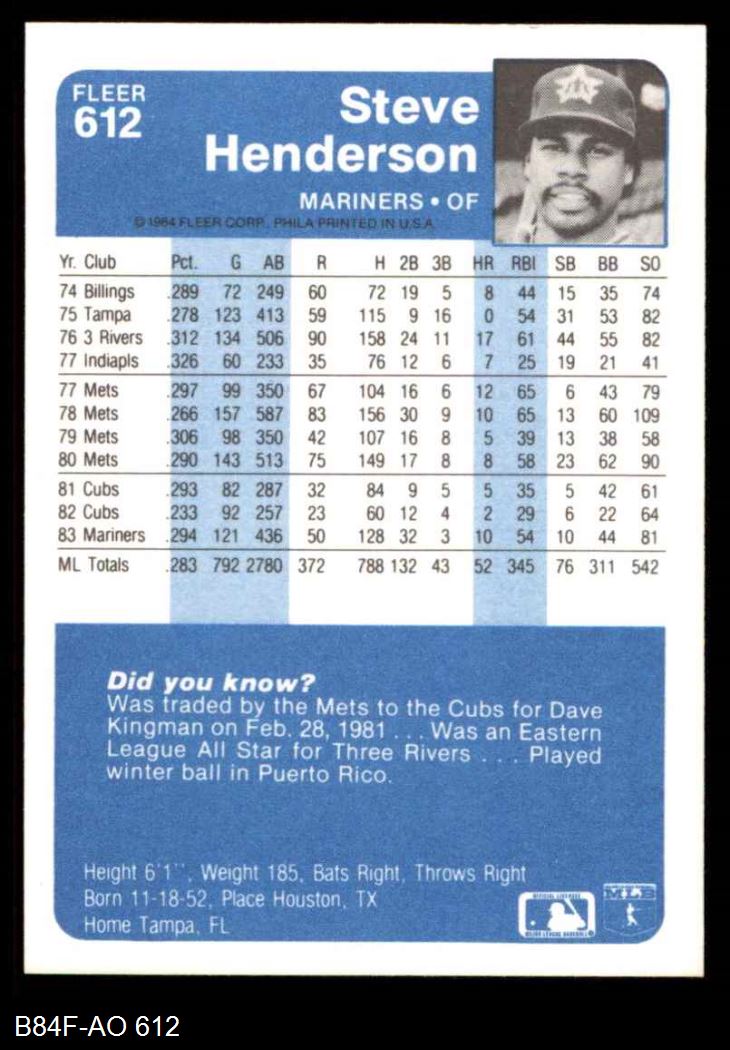 FLEER
612
Steve
Henderson
MARINERS • OF
© 1984 FLEER CORP., PHILA PRINTED IN U.S.A.
Yr. Club Pct. G AB R H 2B 3B HR RBI SB BB SO
74 Billings .289 72 249 60 72 19 5 8 44 15 35 74
75 Tampa .278 123 413 59 115 9 16 0 54 31 53 82
76 3 Rivers .312 134 506 90 158 24 11 17 61 44 55 82
77 Indiapls .326 60 233 35 76 12 6 7 25 19 21 41
77 Mets .297 99 350 67 104 16 6 12 65 6 43 79
78 Mets .266 157 587 83 156 30 9 10 65 13 60 109
79 Mets .306 98 350 42 107 16 8 5 39 13 38 58
80 Mets .290 143 513 75 149 17 8 8 58 23 62 90
81 Cubs .293 82 287 32 84 9 5 5 35 5 42 61
82 Cubs .233 92 257 23 60 12 4 2 29 6 22 64
83 Mariners .294 121 436 50 128 32 3 10 54 10 44 81
ML Totals .283 792 2780 372 788 132 43 52 345 76 311 542
Did you know?
Was traded by the Mets to the Cubs for Dave
Kingman on Feb. 28, 1981 . . . Was an Eastern
League All Star for Three Rivers . . . Played
winter ball in Puerto Rico.
Height 6'1'', Weight 185, Bats Right, Throws Right
Born 11-18-52, Place Houston, TX
Home Tampa, FL
B84F-AO 612